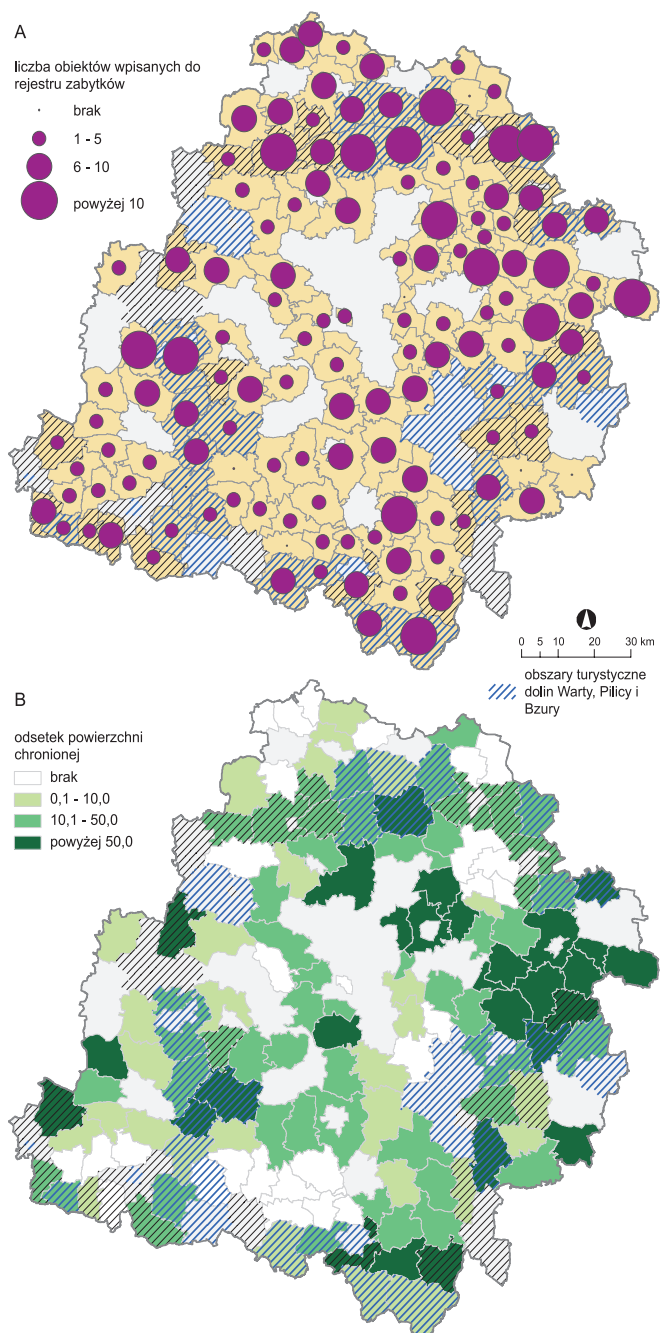 A
liczba obiektów wpisanych do
rejestru zabytków
brak
1 - 5
6 - 10
powyżej 10
0 5 10 20 30 km
obszary turystyczne
dolin Warty, Pilicy i
Bzury
B
odsetek powierzchni
chronionej
brak
0,1 - 10,0
10,1 - 50,0
powyżej 50,0